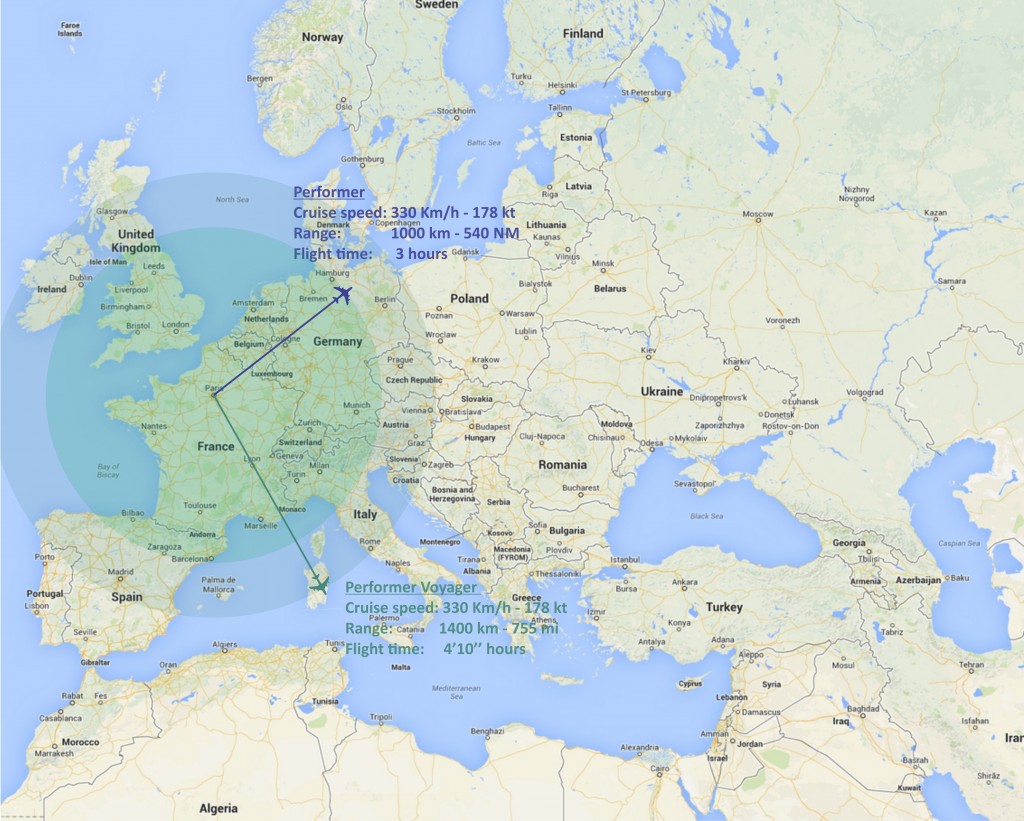 Sweden
Faroe
Islands
Norway
Finland
Bergen
Turku
Helsinki
St Petersburg
Oslo
Stockholm
Tallinn
Estonia
Baltic Sea
Gothenburg
Latvia
Riga
North Sea
Glasgow
Performer
Cruise speed: 330 Km/h - 178 kt
Range: 1000 km - 540 NM
Flight time: 3 hours
Denmark
Copenhagen
Nizhny
Novgorod
Kazan
Moscow
Lithuania
Kaunas
Vilnius
United
Kingdom
Isle of Man
Leeds
Dublin
Ireland
Liverpool
Birmingham
Bristol
London
Gdansk
Minsk
Belarus
Bialystok
Samara
Hamburg
Bremen
Berlin
Amsterdam
Netherlands
Poland
Poznan
Warsaw
Voronezh
Belgium
Cologne
Germany
Wroclaw
Lublin
Luxembourg
Prague
Krakow
Kiev
Kharkiv
Czech Republic
Paris
Ukraine
Dnipropetrovs'k
Luhansk
Volgograd
Slovakia
Donetsk
Munich
Vienna
Bratislava
Nantes
Zurich
Austria
Budapest
Hungary
Moldova
Zaporizhzhia
Rostov-on-Don
Chisinau
Odesa
Mykolaiv
Cluj-Napoca
France
Switzerland
Graz
Geneva
Lyon
Milan
Slovenia
Zagreb
Croatia
Romania
Bay of
Biscay
Turin
Bosnia and
Herzegovina
Serbia
Bucharest
Sevastopol'
Toulouse
Monaco
Bilbao
Marseille
Italy
Andorra
Black Sea
Kosovo
Sofia
Bulgaria
Plovdiv
Montenegro
Rome
Macedonia
(FYROM)
Zaragoza
Barcelona
Porto
Naples
Tirana
Albania
Thessaloniki
Istanbul
Bursa
Georgia
Tbilisi
Caspian Sea
Armenia
Azerbaijan
Baku
Madrid
Palma de
Mallorca
Portugal
Lisbon
Spain
Performer Voyager
Cruise speed: 330 Km/h - 178 kt
Range: 1400 km - 755 mi
Flight time: 4’10’’ hours
Greece
Athens
Izmir
Ankara
Turkey
Konya
Palermo
Catania
Seville
Antalya
Adana
Tabriz
Algiers
Tunis
Gibraltar
Oran
Malta
Aleppo
Mosul
Tehran
Cyprus
Syria
Mediterranean
Sea
Rabat
Fes
Casablanca
Tunisia
Lebanon
Damascus
Baghdad
Iraq
Isfahan
Tripoli
Benghazi
Amman
Jordan
Israel
Iran
Morocco
Marrakesh
Alexandria
Cairo
Bastah
Shiraz
Kuwait
Algeria